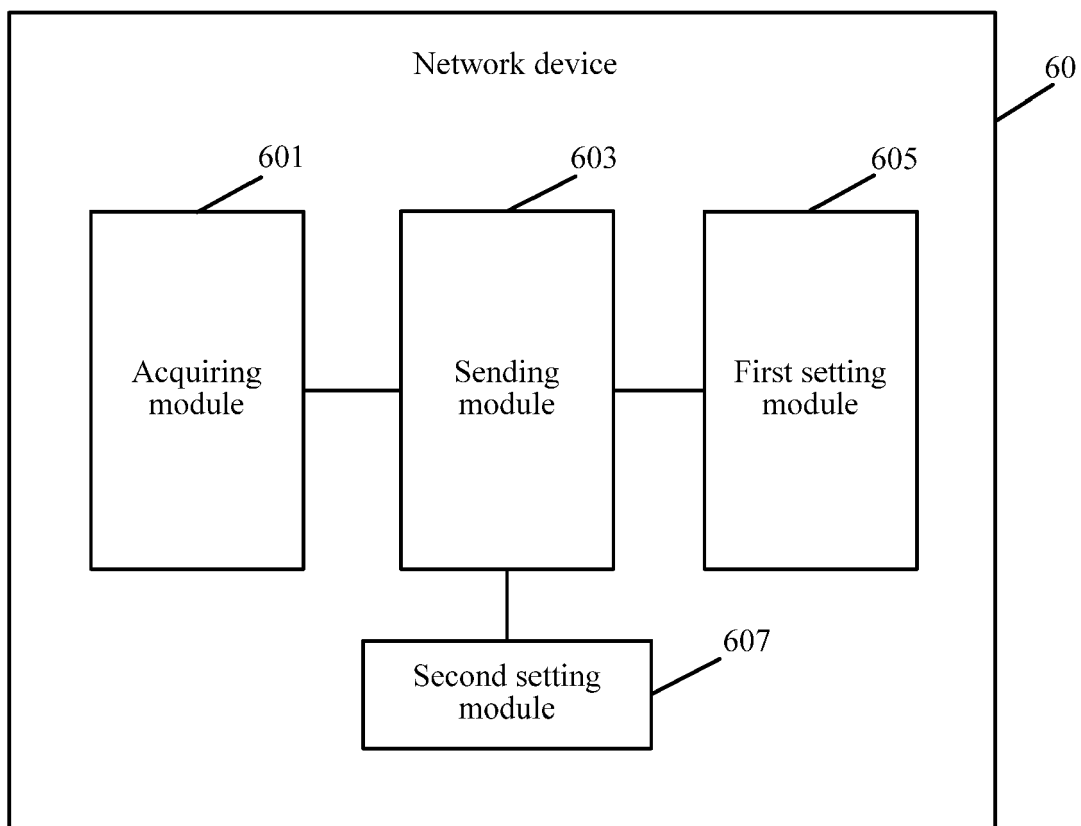 Network device
60
601
603
605
Acquiring
module
Sending
module
First setting
module
607
Second setting
module